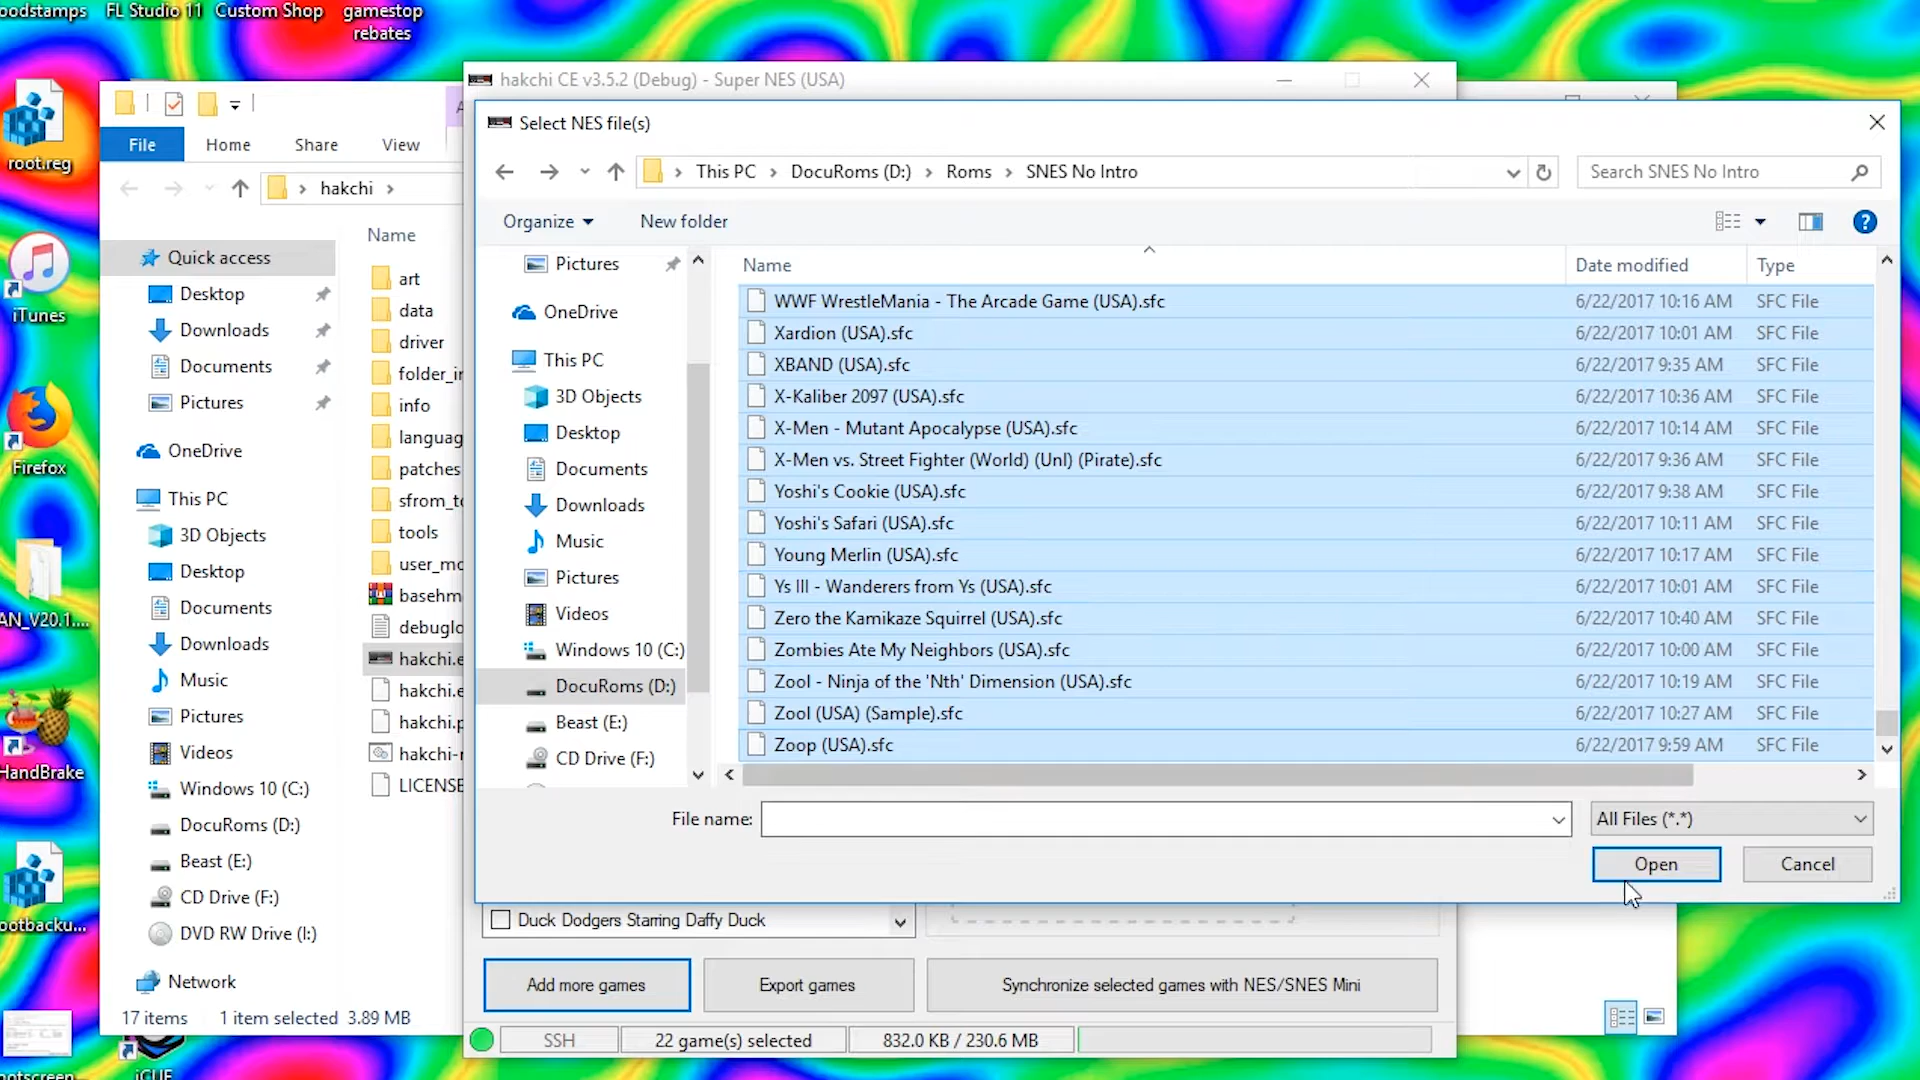 oodstamps
FL Studio 11
Custom Shop
gamestop
rebates
root.reg
iTunes
Firefox
AN_V20.1....
HandBrake
ootbacku...
ootscreen
iCUE
File
Home
Share
View
hakchi
Name
Quick access
Desktop
Downloads
Documents
Pictures
OneDrive
This PC
3D Objects
Desktop
Documents
Downloads
Music
Pictures
Videos
Windows 10 (C:)
DocuRoms (D:)
Beast (E:)
CD Drive (F:)
DVD RW Drive (I:)
Network
art
data
driver
folder_i
info
languag
patches
sfrom_to
tools
user_mo
basehm
debuglo
hakchi.e
hakchi.e
hakchi.p
hakchi-r
LICENSE
17 items
1 item selected 3.89 MB
hakchi CE v3.5.2 (Debug) - Super NES (USA)
Select NES file(s)
This PC
DocuRoms (D:)
Roms
SNES No Intro
Search SNES No Intro
Organize
New folder
Pictures
OneDrive
This PC
3D Objects
Desktop
Documents
Downloads
Music
Pictures
Videos
Windows 10 (C:)
DocuRoms (D:)
Beast (E:)
CD Drive (F:)
Name Date modified Type
WWF WrestleMania - The Arcade Game (USA).sfc 6/22/2017 10:16 AM SFC File
Xardion (USA).sfc 6/22/2017 10:01 AM SFC File
XBAND (USA).sfc 6/22/2017 9:35 AM SFC File
X-Kaliber 2097 (USA).sfc 6/22/2017 10:36 AM SFC File
X-Men - Mutant Apocalypse (USA).sfc 6/22/2017 10:14 AM SFC File
X-Men vs. Street Fighter (World) (Unl) (Pirate).sfc 6/22/2017 9:36 AM SFC File
Yoshi's Cookie (USA).sfc 6/22/2017 9:38 AM SFC File
Yoshi's Safari (USA).sfc 6/22/2017 10:11 AM SFC File
Young Merlin (USA).sfc 6/22/2017 10:17 AM SFC File
Ys III - Wanderers from Ys (USA).sfc 6/22/2017 10:01 AM SFC File
Zero the Kamikaze Squirrel (USA).sfc 6/22/2017 10:40 AM SFC File
Zombies Ate My Neighbors (USA).sfc 6/22/2017 10:00 AM SFC File
Zool - Ninja of the 'Nth' Dimension (USA).sfc 6/22/2017 10:19 AM SFC File
Zool (USA) (Sample).sfc 6/22/2017 10:27 AM SFC File
Zoop (USA).sfc 6/22/2017 9:59 AM SFC File
File name:
All Files (*.*)
Open
Cancel
Duck Dodgers Starring Daffy Duck
Add more games
Export games
Synchronize selected games with NES/SNES Mini
SSH
22 game(s) selected
832.0 KB / 230.6 MB